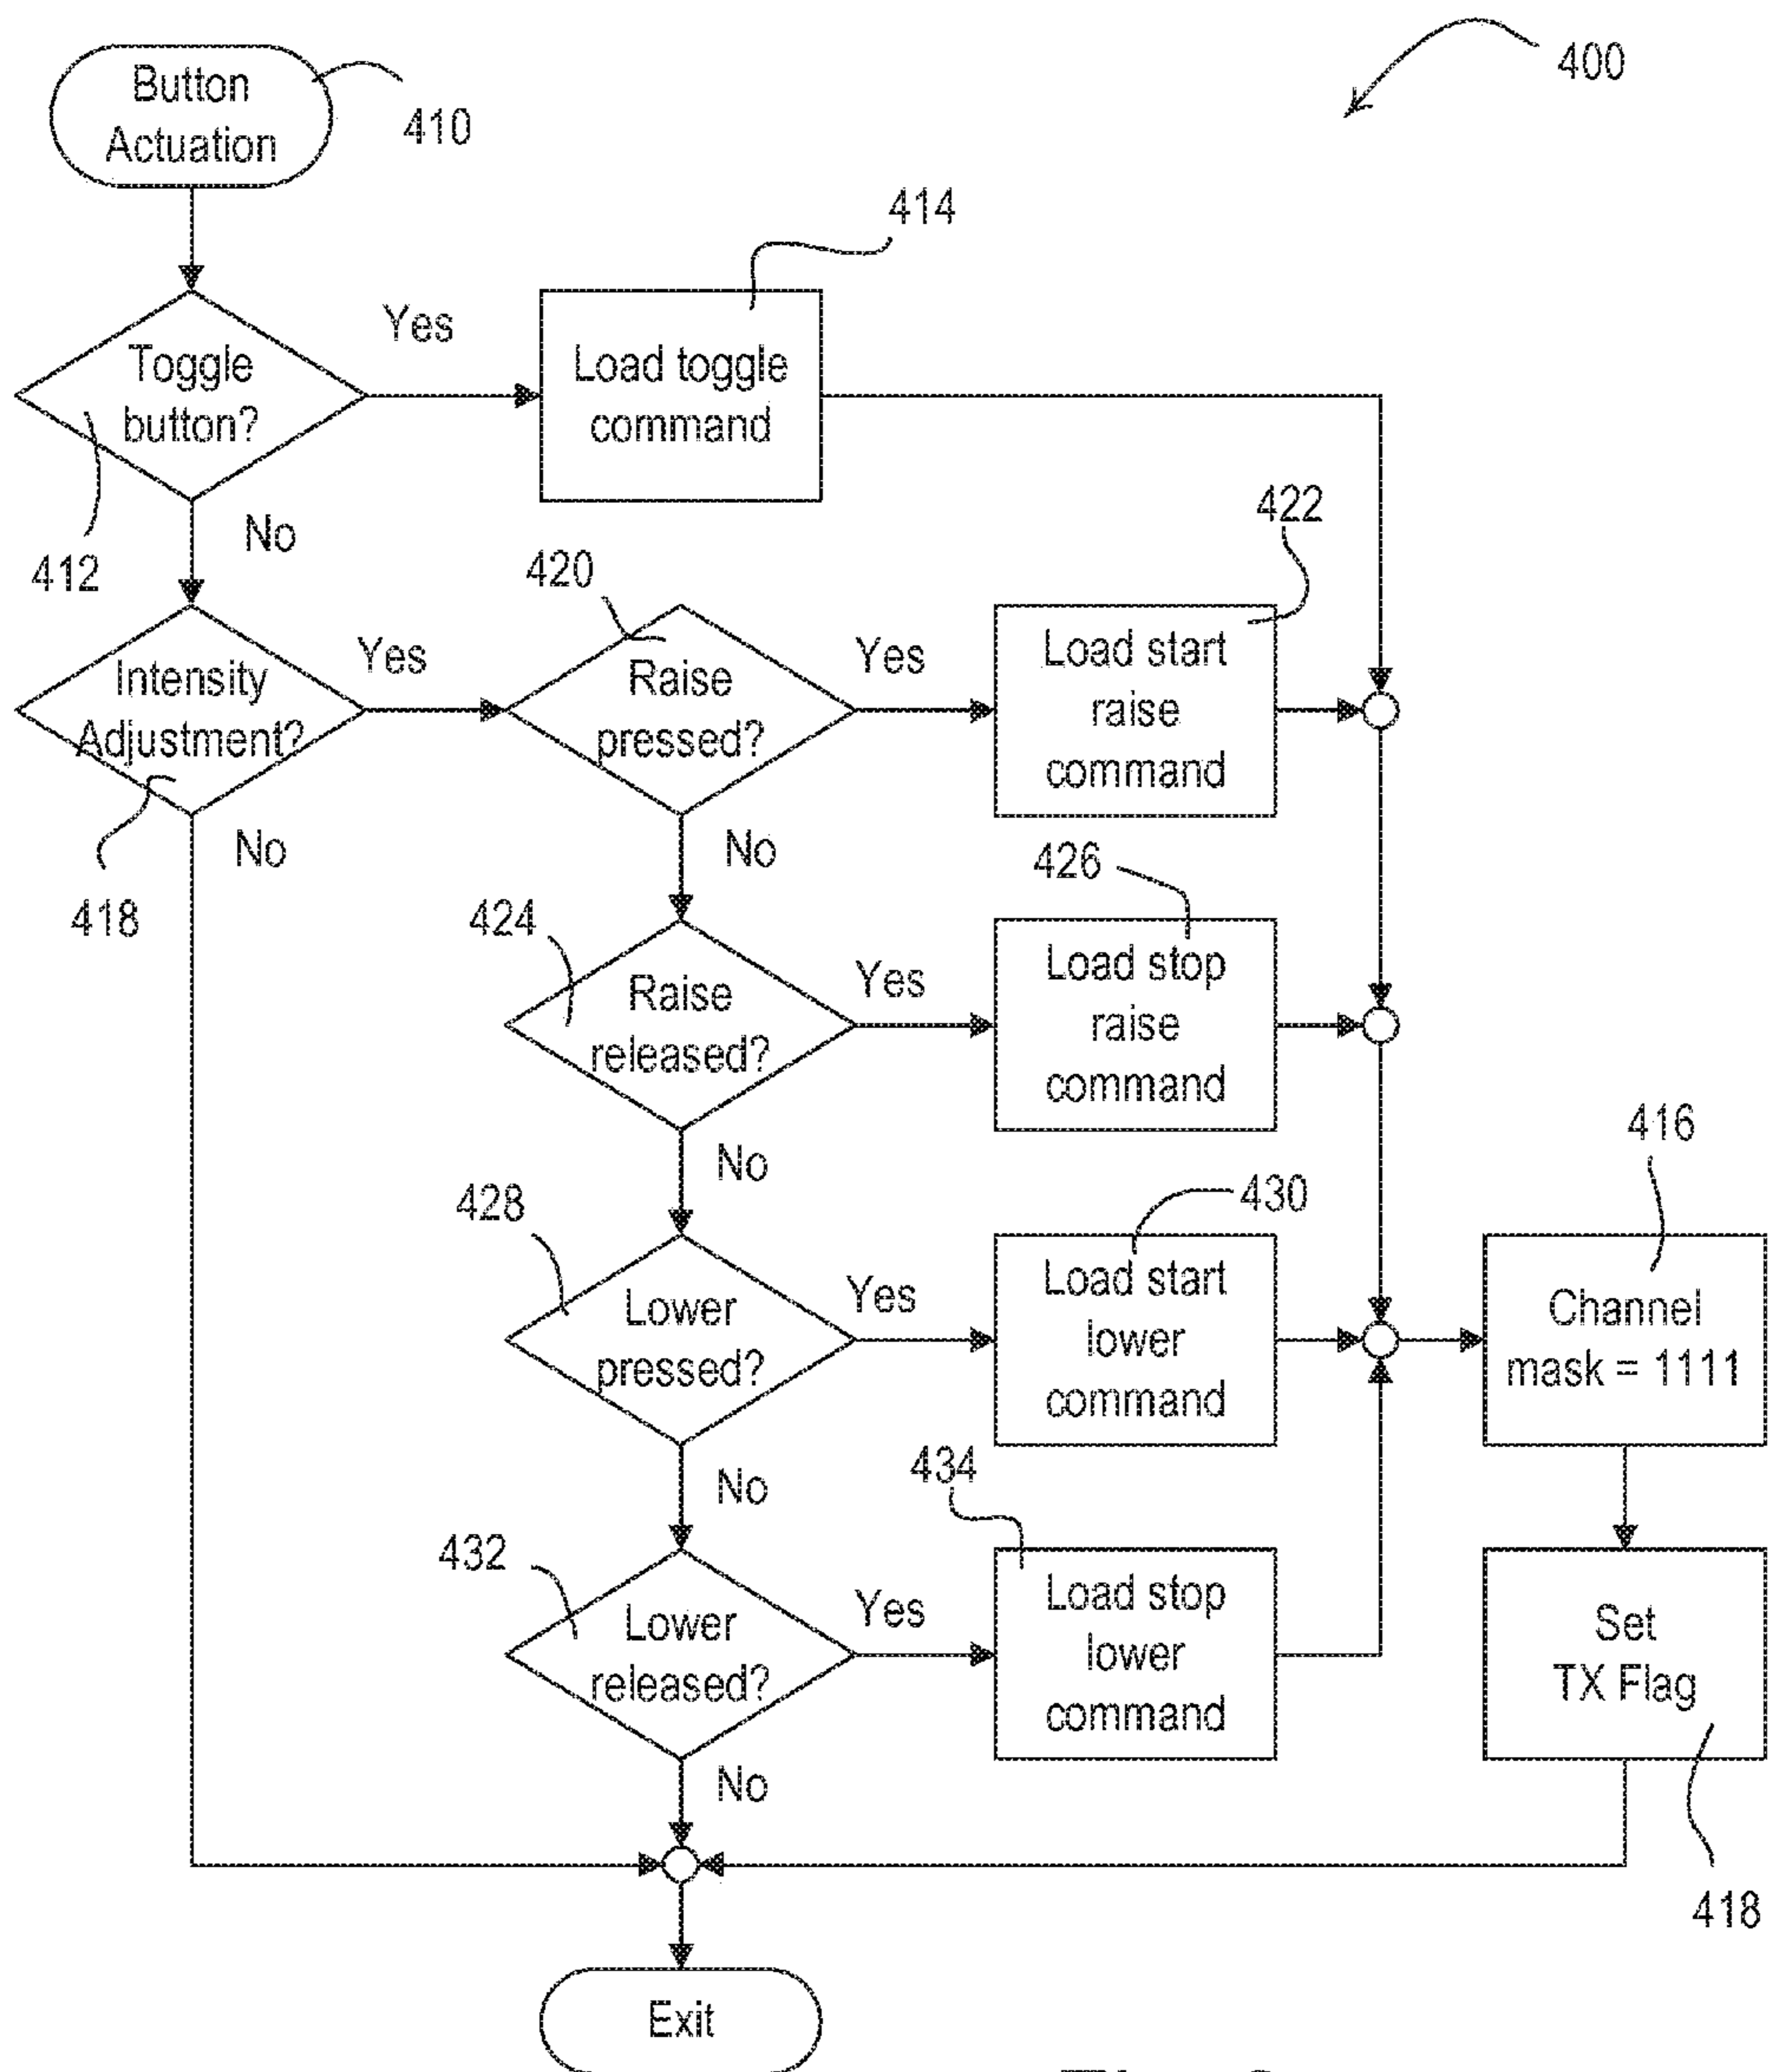 400
Button
Actuation
410
414
Toggle
button?
Yes
Load toggle
command
412
No
422
420
Intensity
Adjustment?
Yes
Raise
pressed?
Yes
Load start
raise
command
418
No
No
426
424
Raise
released?
Yes
Load stop
raise
command
No
416
428
430
Lower
pressed?
Yes
Load start
lower
command
Channel
mask = 1111
No
434
432
Lower
released?
Yes
Load stop
lower
command
Set
TX Flag
No
418
Exit